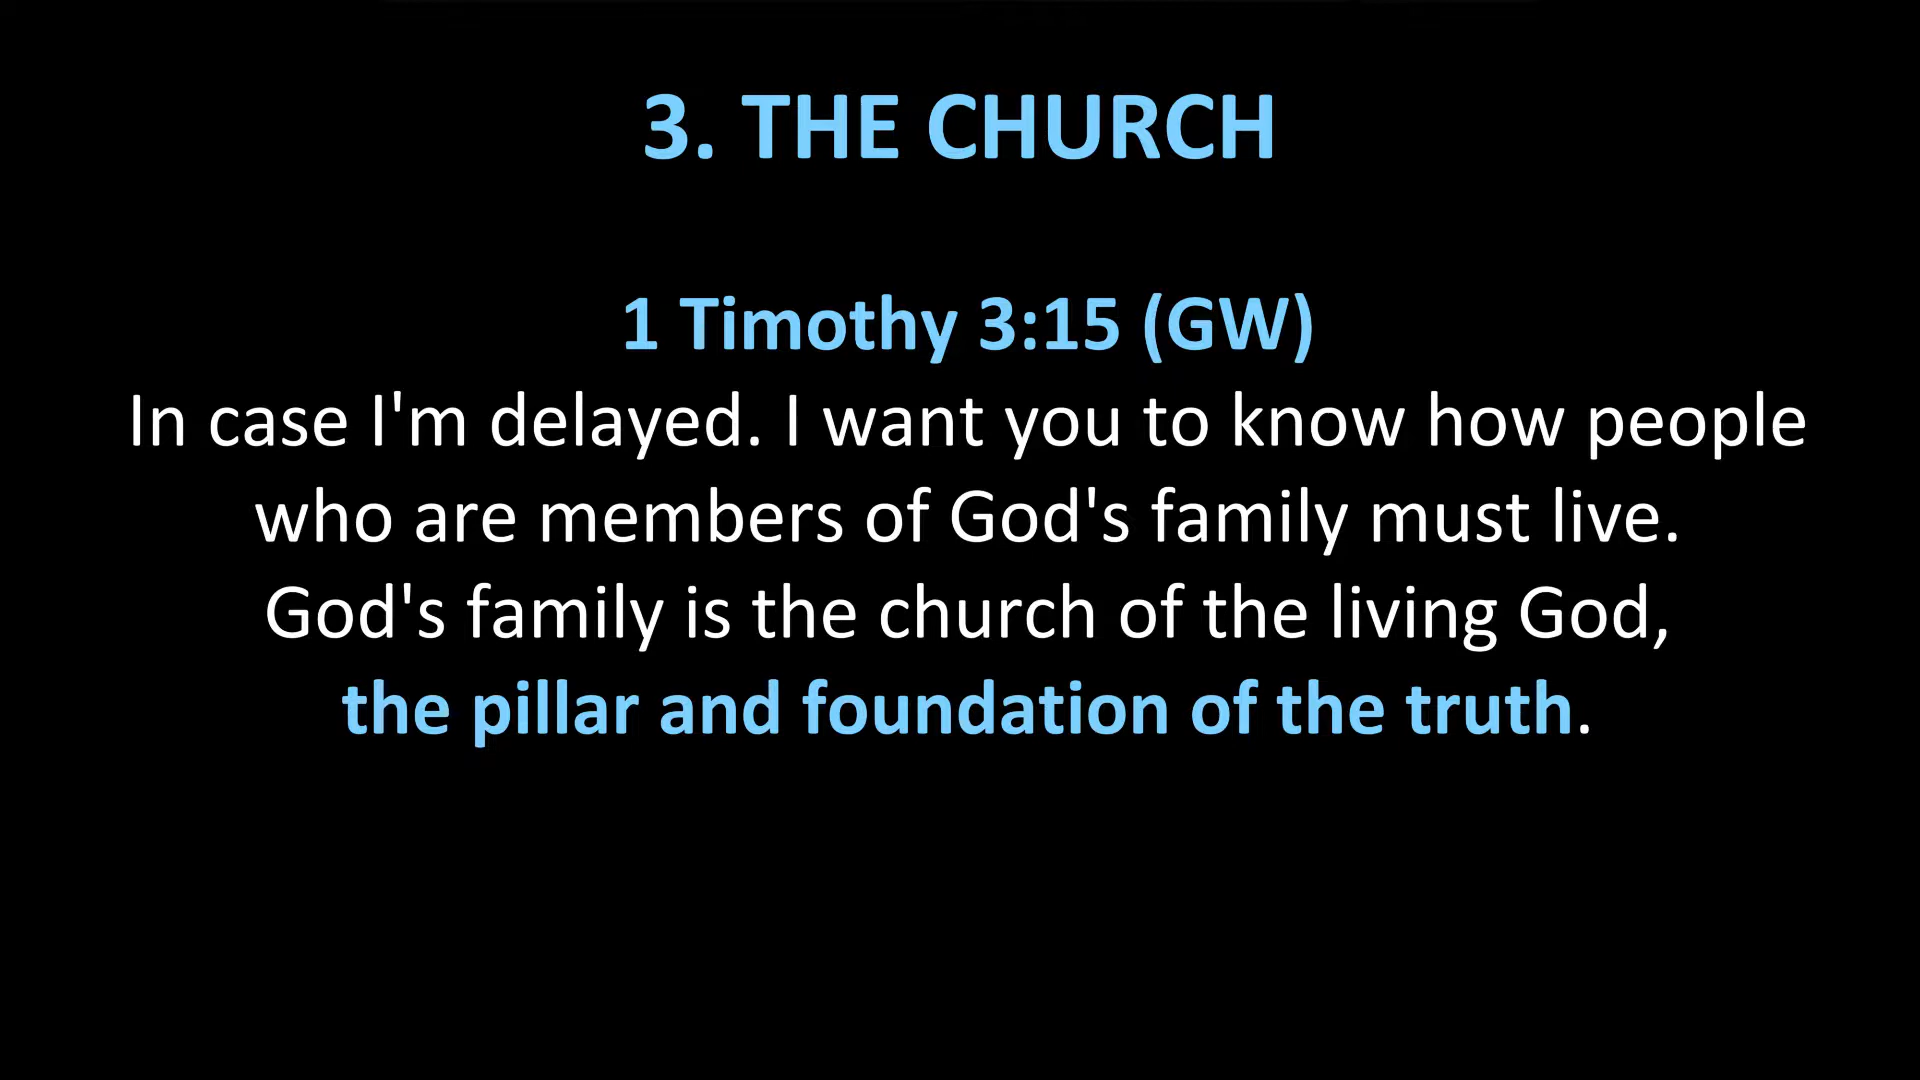 3. THE CHURCH
1 Timothy 3:15 (GW)
In case I'm delayed. I want you to know how people
who are members of God's family must live.
God's family is the church of the living God,
the pillar and foundation of the truth.